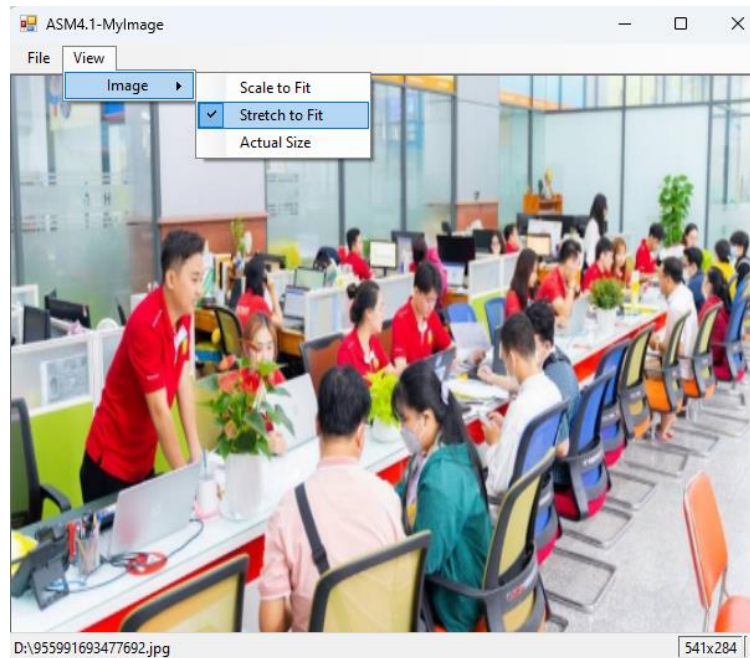 ASM4.1-MyImage
File View
Image
Scale to Fit
Stretch to Fit
Actual Size
D:\955991693477692.jpg
541x284